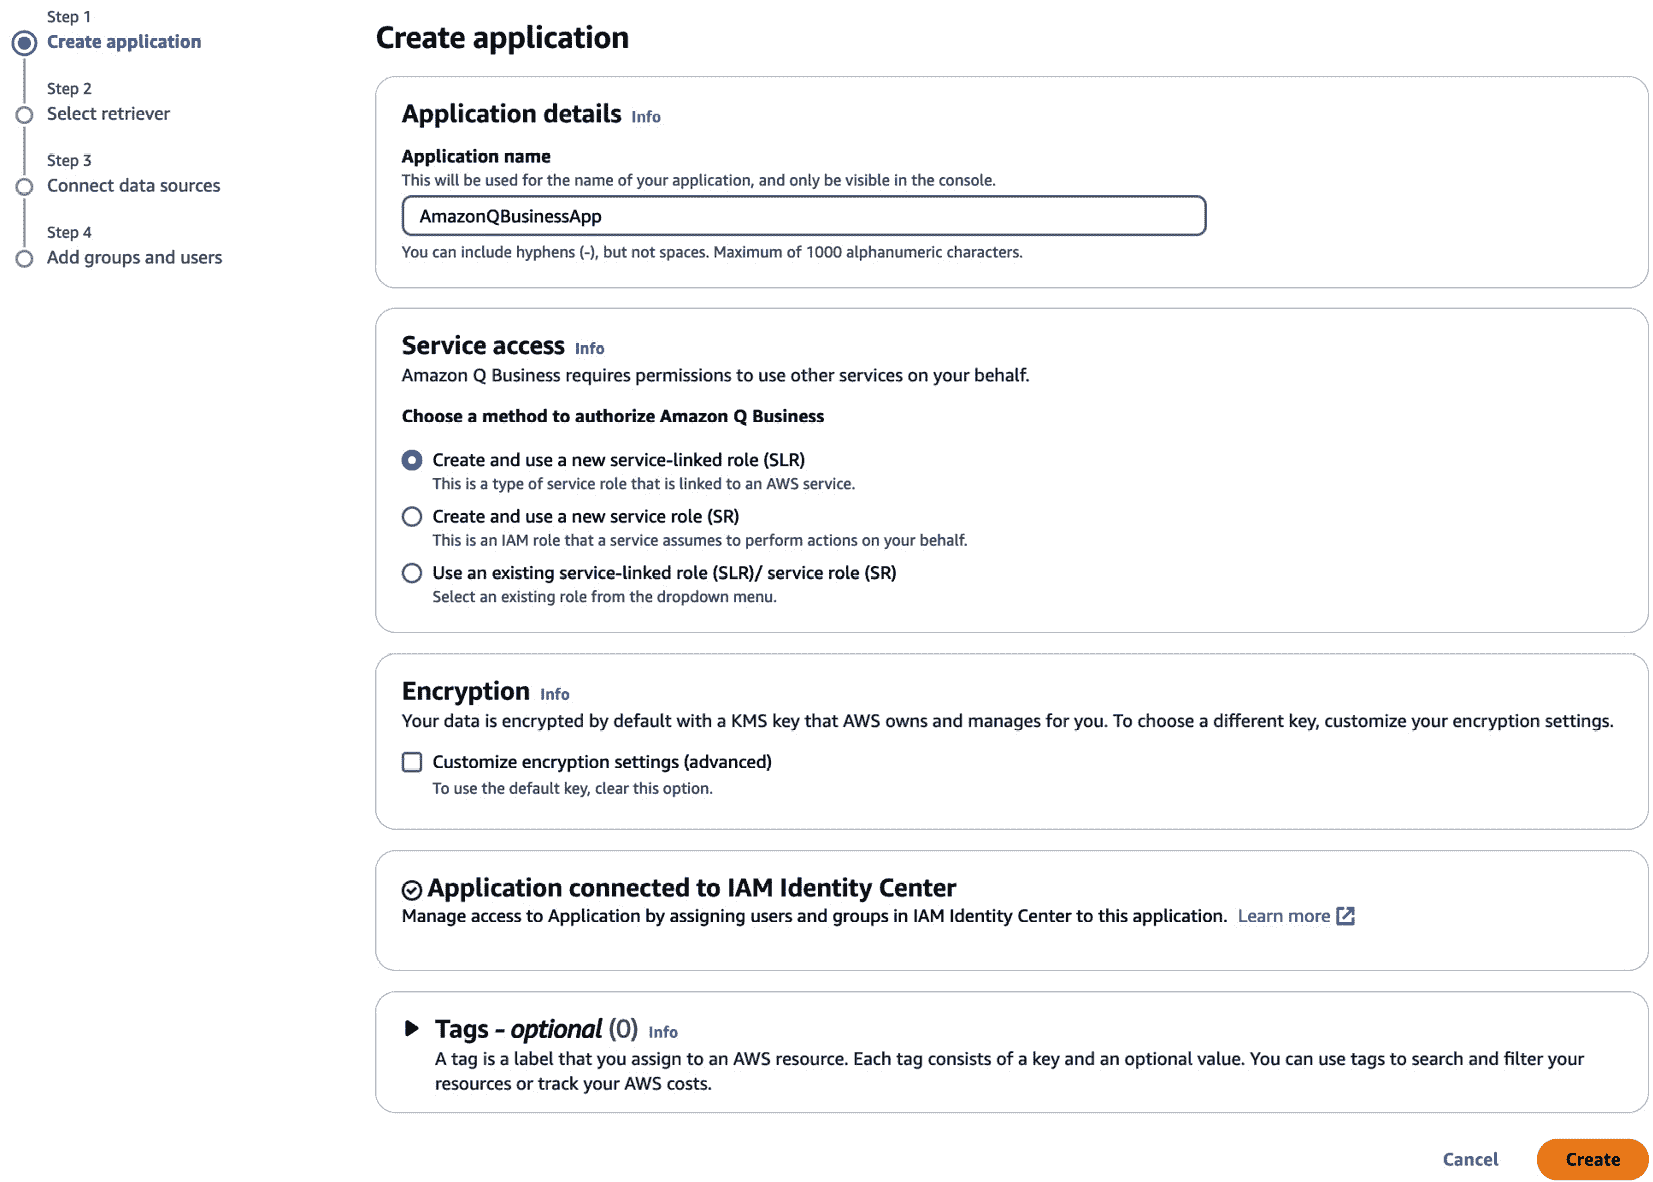 Step 1
Create application
Step 2
Select retriever
Step 3
Connect data sources
Step 4
Add groups and users
Create application
Application details Info
Application name
This will be used for the name of your application, and only be visible in the console.
AmazonQBusinessApp
You can include hyphens (-), but not spaces. Maximum of 1000 alphanumeric characters.
Service access Info
Amazon Q Business requires permissions to use other services on your behalf.
Choose a method to authorize Amazon Q Business
Create and use a new service-linked role (SLR)
This is a type of service role that is linked to an AWS service.
Create and use a new service role (SR)
This is an IAM role that a service assumes to perform actions on your behalf.
Use an existing service-linked role (SLR)/ service role (SR)
Select an existing role from the dropdown menu.
Encryption Info
Your data is encrypted by default with a KMS key that AWS owns and manages for you. To choose a different key, customize your encryption settings.
Customize encryption settings (advanced)
To use the default key, clear this option.
Application connected to IAM Identity Center
Manage access to Application by assigning users and groups in IAM Identity Center to this application. Learn more
Tags - optional (0) Info
A tag is a label that you assign to an AWS resource. Each tag consists of a key and an optional value. You can use tags to search and filter your
resources or track your AWS costs.
Cancel Create